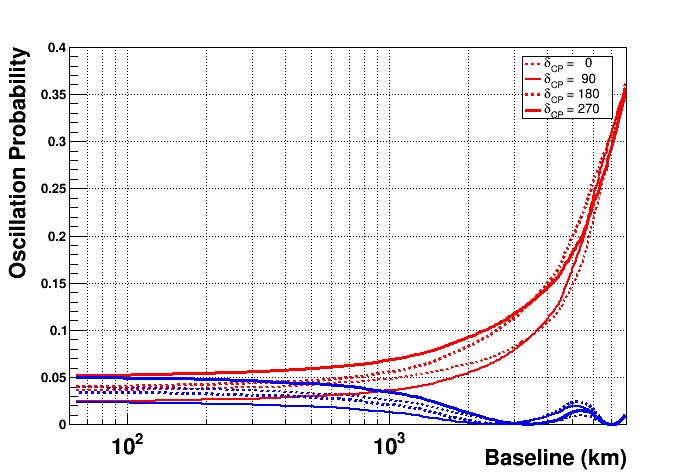 Oscillation Probability
0.4
0.35
0.3
0.25
0.2
0.15
0.1
0.05
0
δCP = 0
δCP = 90
δCP = 180
δCP = 270
10²
10³
Baseline (km)